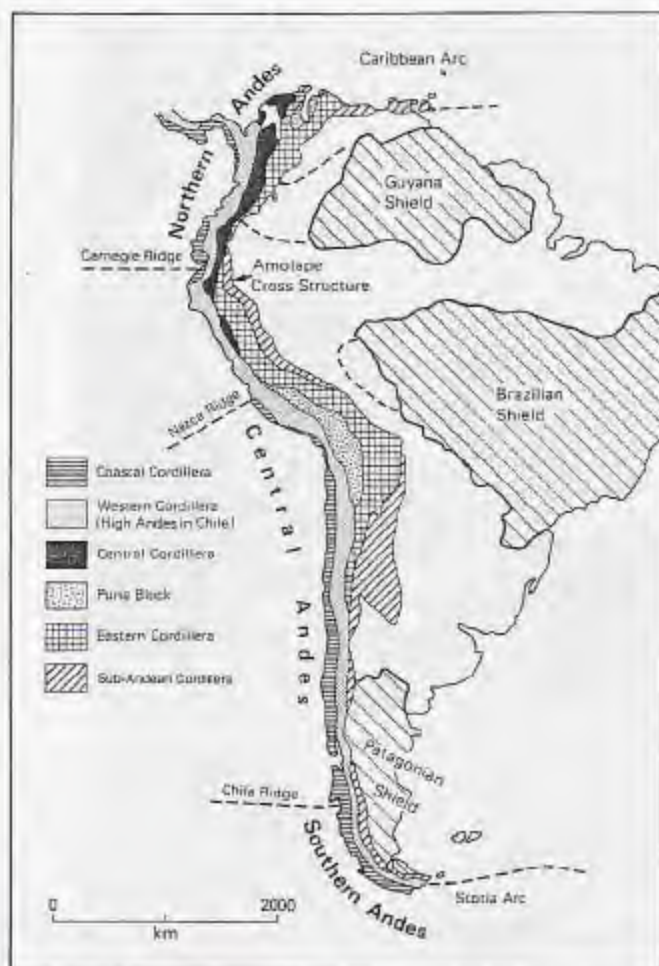 Caribbean Arc
Northern Andes
Guyana
Shield
Carnegie Ridge
Amotape
Cross Structure
Brazilian
Shield
Nazca Ridge
Central Andes
Coastal Cordillera
Western Cordillera
(High Andes in Chile)
Central Cordillera
Puna Block
Eastern Cordillera
Sub-Andean Cordillera
Patagonian
Shield
Chile Ridge
Southern Andes
Scotia Arc
0 2000
km